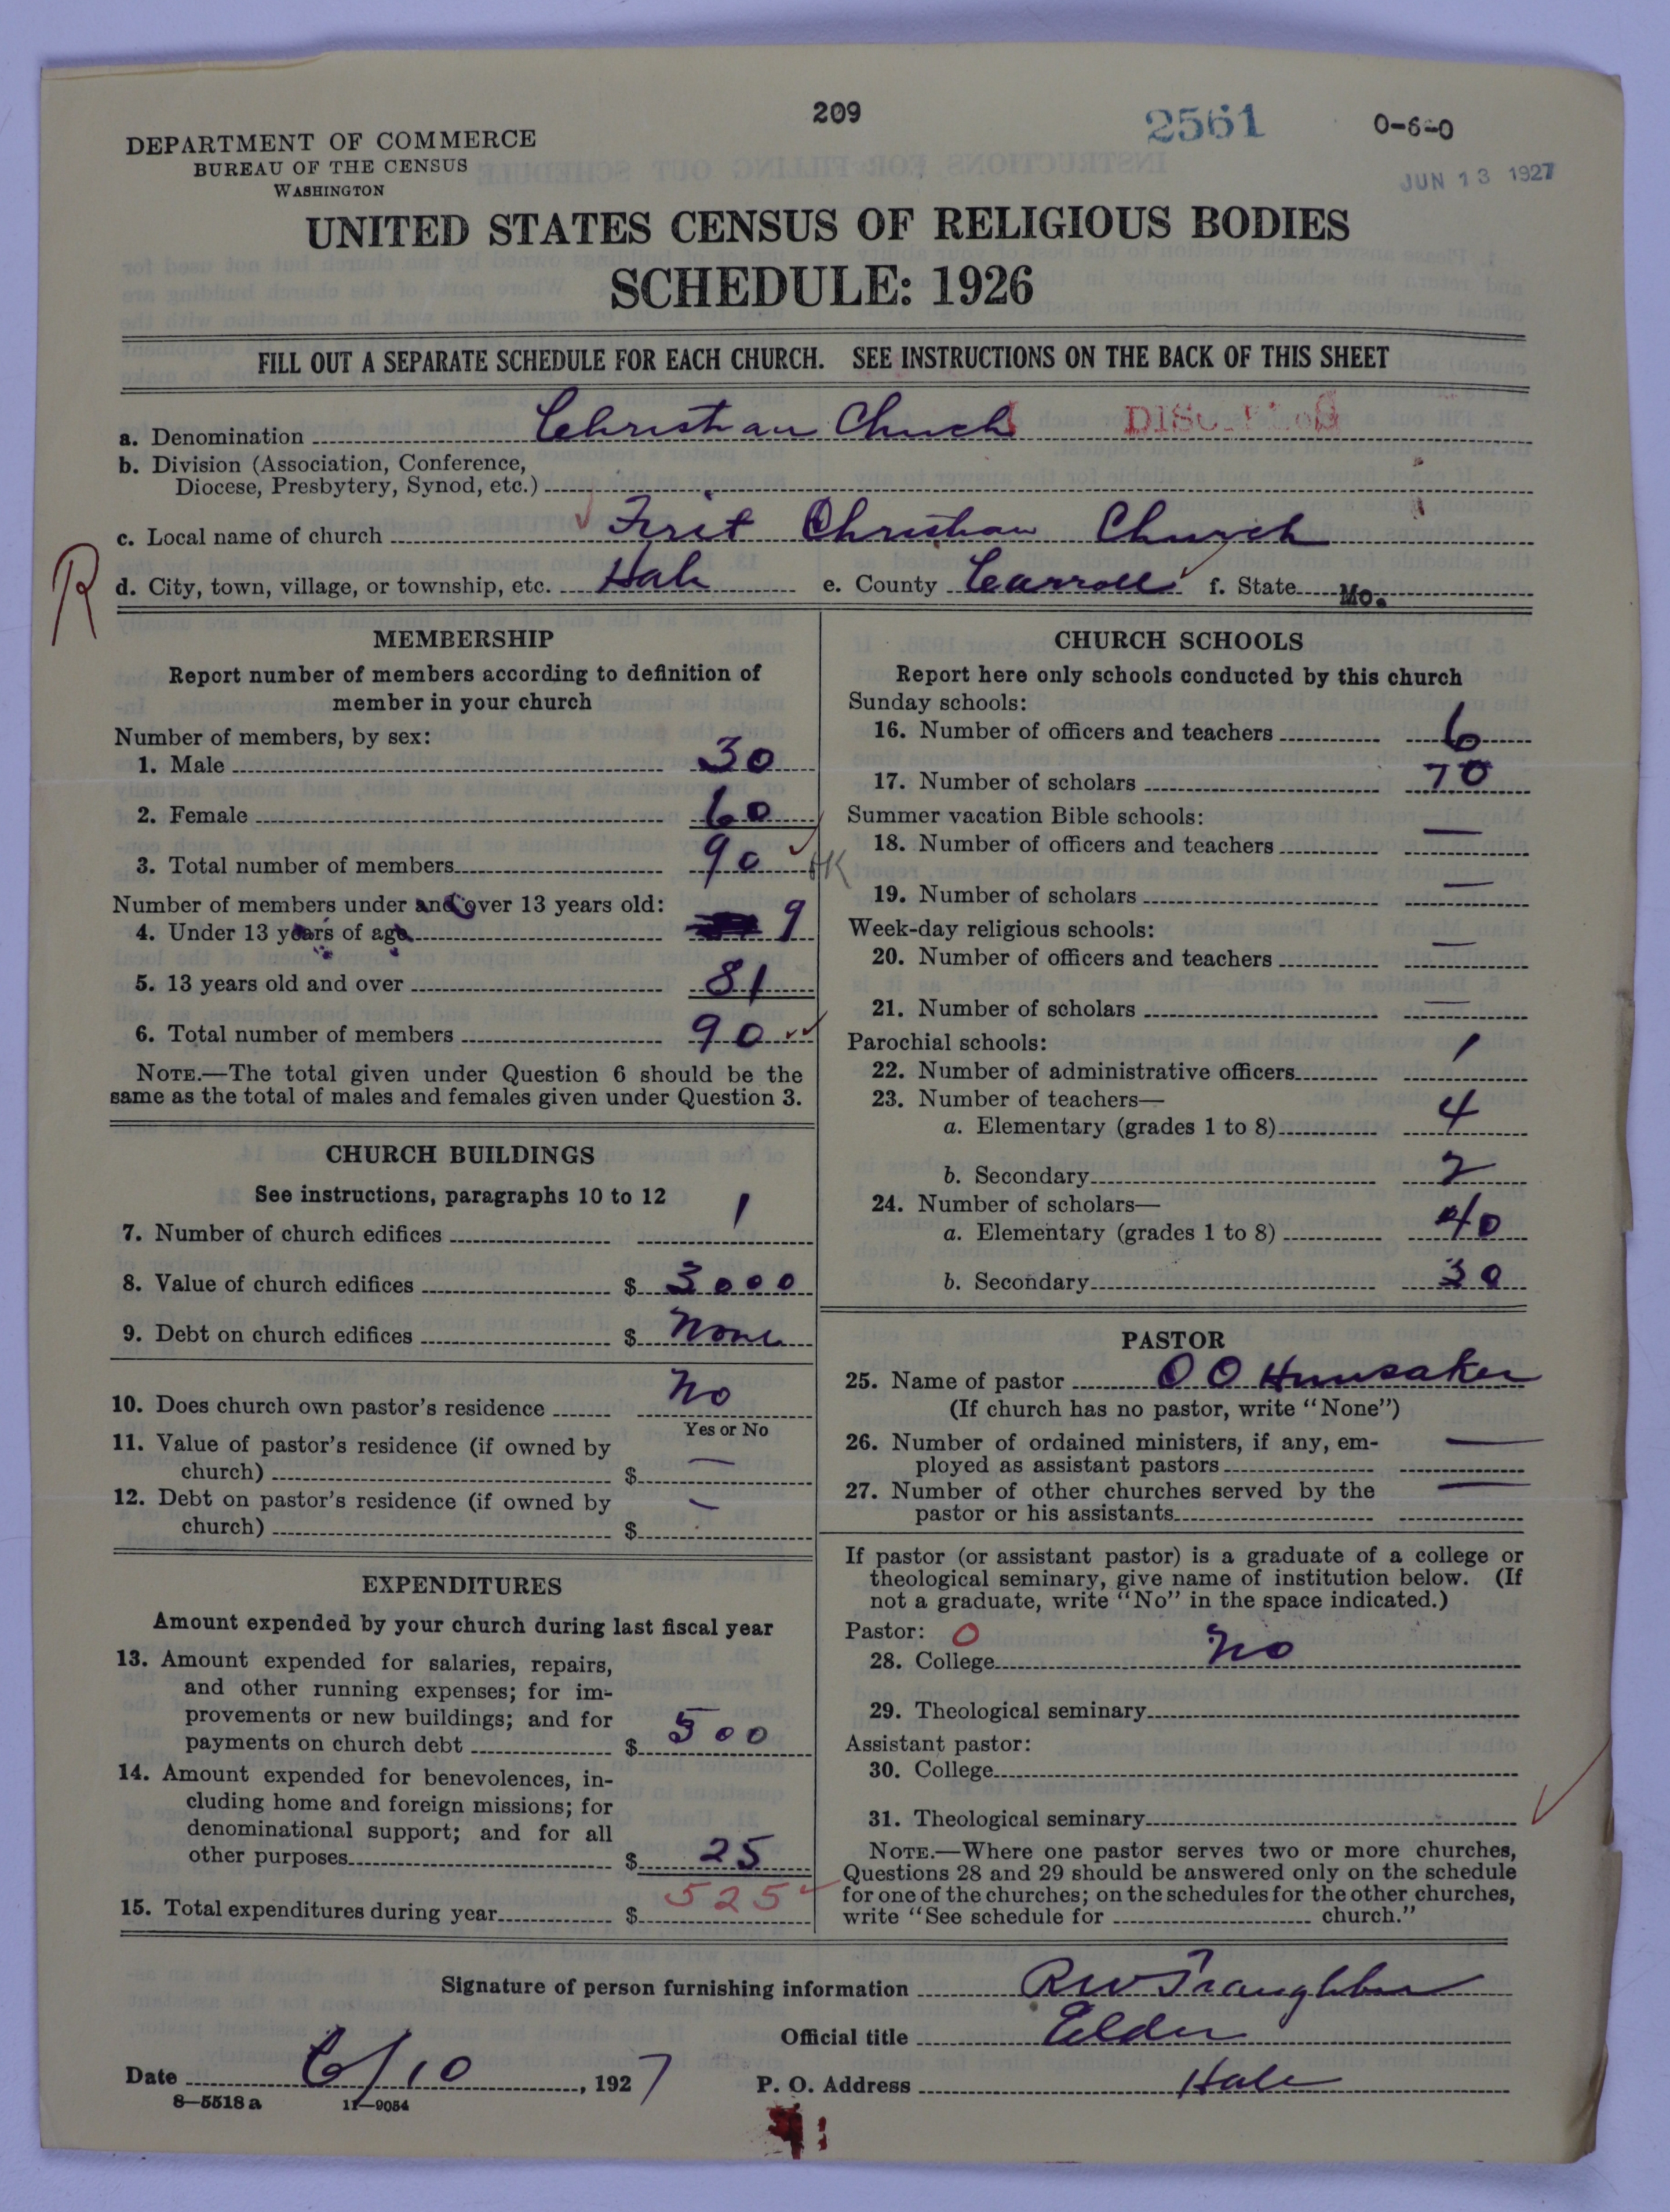 209
2561
0-6-0
JUN 13 1927
DEPARTMENT OF COMMERCE
BUREAU OF THE CENSUS
WASHINGTON
UNITED STATES CENSUS OF RELIGIOUS BODIES
SCHEDULE: 1926
FILL OUT A SEPARATE SCHEDULE FOR EACH CHURCH. SEE INSTRUCTIONS ON THE BACK OF THIS SHEET
a. Denomination Christian Church
b. Division (Association, Conference,
Diocese, Presbytery, Synod, etc.)
c. Local name of church First Christian Church
R
d. City, town, village, or township, etc. Hale e. County Carroll f. State Mo.
MEMBERSHIP
Report number of members according to definition of
member in your church
Number of members, by sex:
1. Male 30
2. Female 60
3. Total number of members 90
Number of members under and over 13 years old:
4. Under 13 years of age 9
5. 13 years old and over 81
6. Total number of members 90
NOTE.—The total given under Question 6 should be the
same as the total of males and females given under Question 3.
CHURCH BUILDINGS
See instructions, paragraphs 10 to 12
7. Number of church edifices 1
8. Value of church edifices $ 3000
9. Debt on church edifices $ None
10. Does church own pastor's residence No
Yes or No
11. Value of pastor's residence (if owned by
church) $ —
12. Debt on pastor's residence (if owned by
church) $ —
EXPENDITURES
Amount expended by your church during last fiscal year
13. Amount expended for salaries, repairs,
and other running expenses; for im-
provements or new buildings; and for
payments on church debt $ 500
14. Amount expended for benevolences, in-
cluding home and foreign missions; for
denominational support; and for all
other purposes $ 25
15. Total expenditures during year $ 525
CHURCH SCHOOLS
Report here only schools conducted by this church
Sunday schools:
16. Number of officers and teachers 6
17. Number of scholars 70
Summer vacation Bible schools:
18. Number of officers and teachers —
19. Number of scholars —
Week-day religious schools:
20. Number of officers and teachers —
21. Number of scholars —
Parochial schools:
22. Number of administrative officers 1
23. Number of teachers—
a. Elementary (grades 1 to 8) 4
b. Secondary 2
24. Number of scholars—
a. Elementary (grades 1 to 8) 40
b. Secondary 30
PASTOR
25. Name of pastor O O Hunsaker
(If church has no pastor, write "None")
26. Number of ordained ministers, if any, em-
ployed as assistant pastors —
27. Number of other churches served by the
pastor or his assistants —
If pastor (or assistant pastor) is a graduate of a college or
theological seminary, give name of institution below. (If
not a graduate, write "No" in the space indicated.)
Pastor: O
28. College No
29. Theological seminary
Assistant pastor:
30. College
31. Theological seminary
NOTE.—Where one pastor serves two or more churches,
Questions 28 and 29 should be answered only on the schedule
for one of the churches; on the schedules for the other churches,
write "See schedule for church."
Signature of person furnishing information R W Traughber
Official title Elder
Date 6/10, 1927 P. O. Address Hale
8—5518 a 11—9054